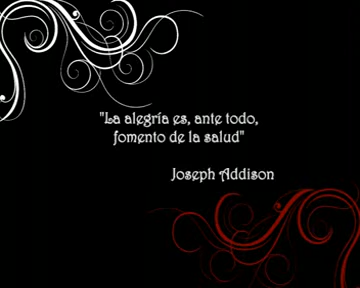 "La alegría es, ante todo,
fomento de la salud"
Joseph Addison